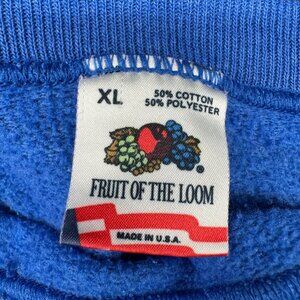 XL
50% COTTON
50% POLYESTER
FRUIT OF THE LOOM
MADE IN U.S.A.